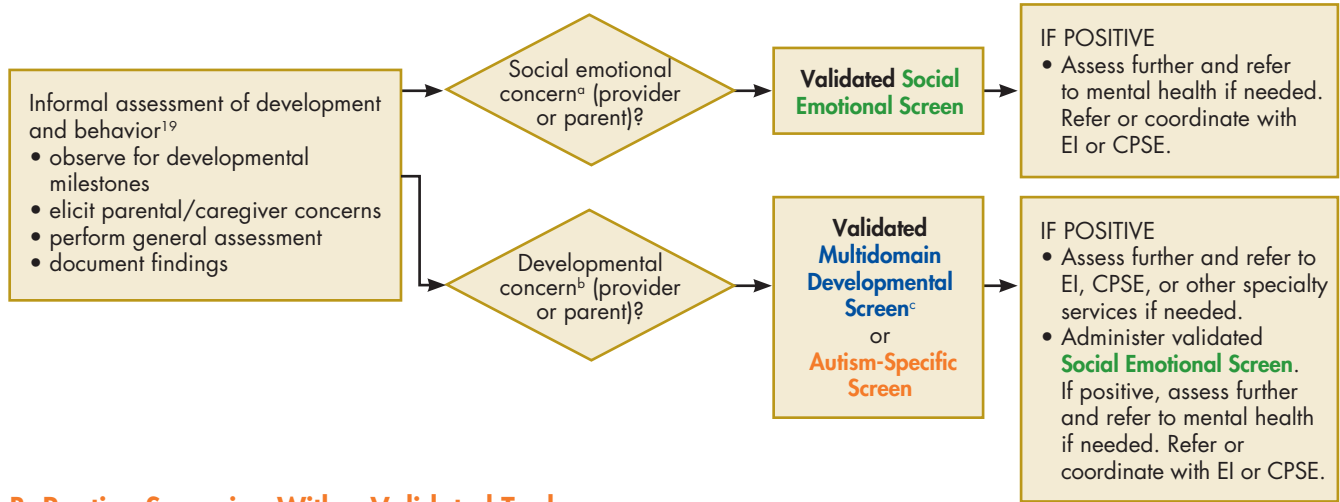 Informal assessment of development
and behavior¹⁹
• observe for developmental
milestones
• elicit parental/caregiver concerns
• perform general assessment
• document findings
Social emotional
concernᵃ (provider
or parent)?
Validated Social
Emotional Screen
IF POSITIVE
• Assess further and refer
to mental health if needed.
Refer or coordinate with
EI or CPSE.
Developmental
concernᵇ (provider
or parent)?
Validated
Multidomain
Developmental
Screenᶜ
or
Autism-Specific
Screen
IF POSITIVE
• Assess further and refer to
EI, CPSE, or other specialty
services if needed.
• Administer validated
Social Emotional Screen.
If positive, assess further
and refer to mental health
if needed. Refer or
coordinate with EI or CPSE.